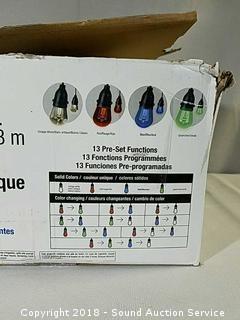 3 m
13 Pre-Set Functions
13 Fonctions Programmées
13 Funciones Pre-programadas
Solid Colors / couleur unique / colores sólidos
Color changing / couleurs changeantes / cambio de color
que
ntes
Copyright 2018 - Sound Auction Service